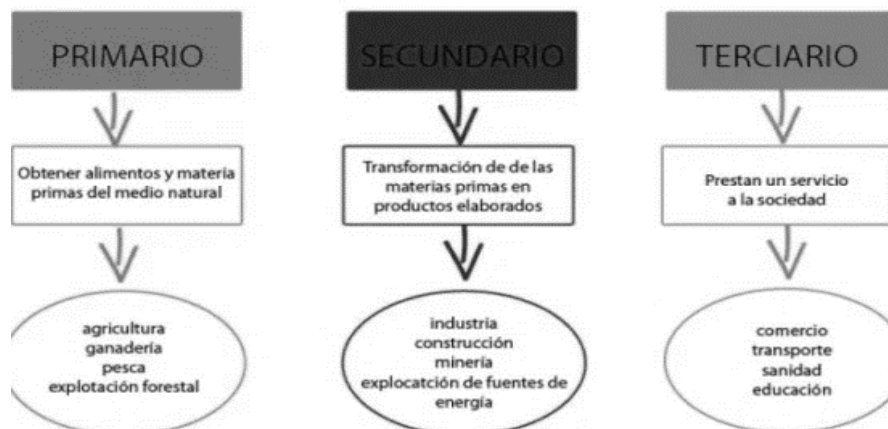 PRIMARIO
Obtener alimentos y materia
primas del medio natural
agricultura
ganadería
pesca
explotación forestal
SECUNDARIO
Transformación de de las
materias primas en
productos elaborados
industria
construcción
minería
explocatción de fuentes de
energía
TERCIARIO
Prestan un servicio
a la sociedad
comercio
transporte
sanidad
educación